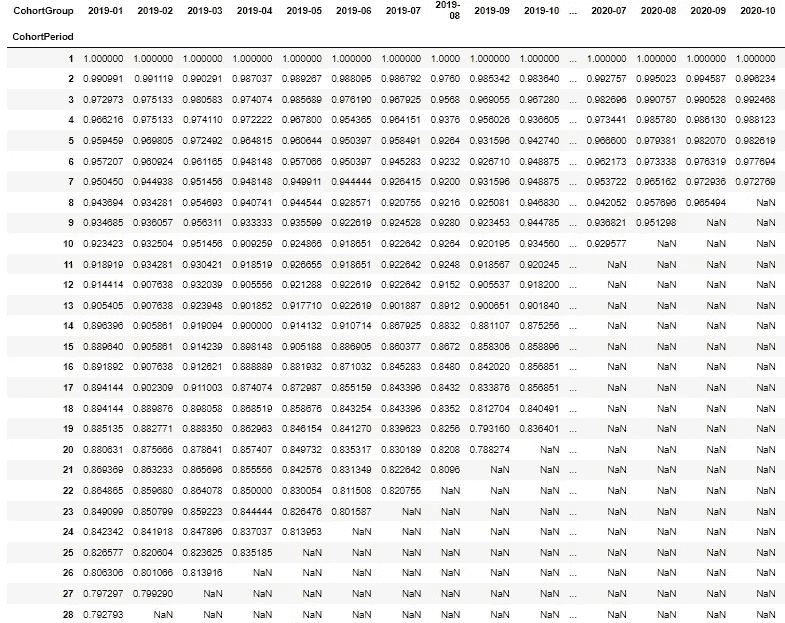 CohortGroup 2019-01 2019-02 2019-03 2019-04 2019-05 2019-06 2019-07 2019-08 2019-09 2019-10 ... 2020-07 2020-08 2020-09 2020-10
CohortPeriod
1 1.000000 1.000000 1.000000 1.000000 1.000000 1.000000 1.000000 1.0000 1.000000 1.000000 ... 1.000000 1.000000 1.000000 1.000000
2 0.990991 0.991119 0.990291 0.987037 0.989267 0.988095 0.986792 0.9760 0.985342 0.983640 ... 0.992757 0.995023 0.994587 0.996234
3 0.972973 0.975133 0.980583 0.974074 0.985689 0.976190 0.967925 0.9568 0.969055 0.967280 ... 0.982696 0.990757 0.990528 0.992468
4 0.966216 0.975133 0.974110 0.972222 0.967800 0.954365 0.964151 0.9376 0.956026 0.936605 ... 0.973441 0.985780 0.986130 0.988123
5 0.959459 0.969805 0.972492 0.964815 0.960644 0.950397 0.958491 0.9264 0.931596 0.942740 ... 0.966600 0.979381 0.982070 0.982619
6 0.957207 0.960924 0.961165 0.948148 0.957066 0.950397 0.945283 0.9232 0.926710 0.948875 ... 0.962173 0.973338 0.976319 0.977694
7 0.950450 0.944938 0.951456 0.948148 0.949911 0.944444 0.926415 0.9200 0.931596 0.948875 ... 0.953722 0.965162 0.972936 0.972769
8 0.943694 0.934281 0.954693 0.940741 0.944544 0.928571 0.920755 0.9216 0.925081 0.946830 ... 0.942052 0.957696 0.965494 NaN
9 0.934685 0.936057 0.956311 0.933333 0.935599 0.922619 0.924528 0.9280 0.923453 0.944785 ... 0.936821 0.951298 NaN NaN
10 0.923423 0.932504 0.951456 0.909259 0.924866 0.918651 0.922642 0.9264 0.920195 0.934560 ... 0.929577 NaN NaN NaN
11 0.918919 0.934281 0.930421 0.918519 0.926655 0.918651 0.922642 0.9248 0.918567 0.920245 ... NaN NaN NaN NaN
12 0.914414 0.907638 0.932039 0.905556 0.921288 0.922619 0.922642 0.9152 0.905537 0.918200 ... NaN NaN NaN NaN
13 0.905405 0.907638 0.923948 0.901852 0.917710 0.922619 0.901887 0.8912 0.900651 0.901840 ... NaN NaN NaN NaN
14 0.896396 0.905861 0.919094 0.900000 0.914132 0.910714 0.867925 0.8832 0.881107 0.875256 ... NaN NaN NaN NaN
15 0.889640 0.905861 0.914239 0.898148 0.905188 0.886905 0.860377 0.8672 0.858306 0.858896 ... NaN NaN NaN NaN
16 0.891892 0.907638 0.912621 0.888889 0.881932 0.871032 0.845283 0.8480 0.842020 0.856851 ... NaN NaN NaN NaN
17 0.894144 0.902309 0.911003 0.874074 0.872987 0.855159 0.843396 0.8432 0.833876 0.856851 ... NaN NaN NaN NaN
18 0.894144 0.889876 0.898058 0.868519 0.858676 0.843254 0.843396 0.8352 0.812704 0.840491 ... NaN NaN NaN NaN
19 0.885135 0.882771 0.888350 0.862963 0.846154 0.841270 0.839623 0.8256 0.793160 0.836401 ... NaN NaN NaN NaN
20 0.880631 0.875666 0.878641 0.857407 0.849732 0.835317 0.830189 0.8208 0.788274 NaN ... NaN NaN NaN NaN
21 0.869369 0.863233 0.865696 0.855556 0.842576 0.831349 0.822642 0.8096 NaN NaN ... NaN NaN NaN NaN
22 0.864865 0.859680 0.864078 0.850000 0.830054 0.811508 0.820755 NaN NaN NaN ... NaN NaN NaN NaN
23 0.849099 0.850799 0.859223 0.844444 0.826476 0.801587 NaN NaN NaN NaN ... NaN NaN NaN NaN
24 0.842342 0.841918 0.847896 0.837037 0.813953 NaN NaN NaN NaN NaN ... NaN NaN NaN NaN
25 0.826577 0.820604 0.823625 0.835185 NaN NaN NaN NaN NaN NaN ... NaN NaN NaN NaN
26 0.806306 0.801066 0.813916 NaN NaN NaN NaN NaN NaN NaN ... NaN NaN NaN NaN
27 0.797297 0.799290 NaN NaN NaN NaN NaN NaN NaN NaN ... NaN NaN NaN NaN
28 0.792793 NaN NaN NaN NaN NaN NaN NaN NaN NaN ... NaN NaN NaN NaN